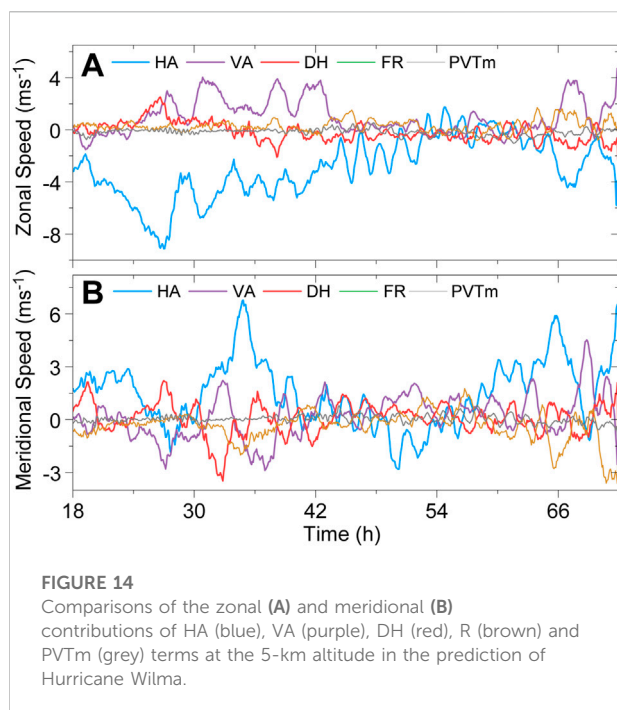 A
HA VA DH FR PVTm
Zonal Speed (ms-1)
4
0
-4
-8
B
HA VA DH FR PVTm
Meridional Speed (ms-1)
6
3
0
-3
18 30 42 54 66
Time (h)
FIGURE 14
Comparisons of the zonal (A) and meridional (B)
contributions of HA (blue), VA (purple), DH (red), R (brown) and
PVTm (grey) terms at the 5-km altitude in the prediction of
Hurricane Wilma.